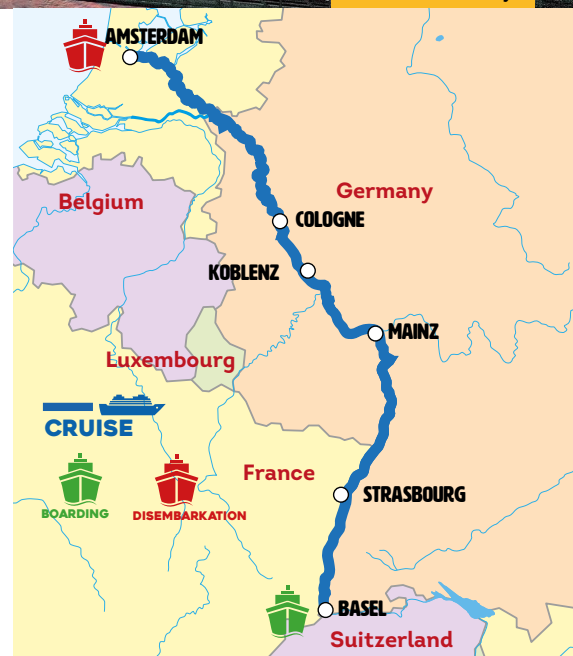 AMSTERDAM
Belgium
Germany
COLOGNE
KOBLENZ
MAINZ
Luxembourg
CRUISE
France
BOARDING
DISEMBARKATION
STRASBOURG
BASEL
Suitzerland